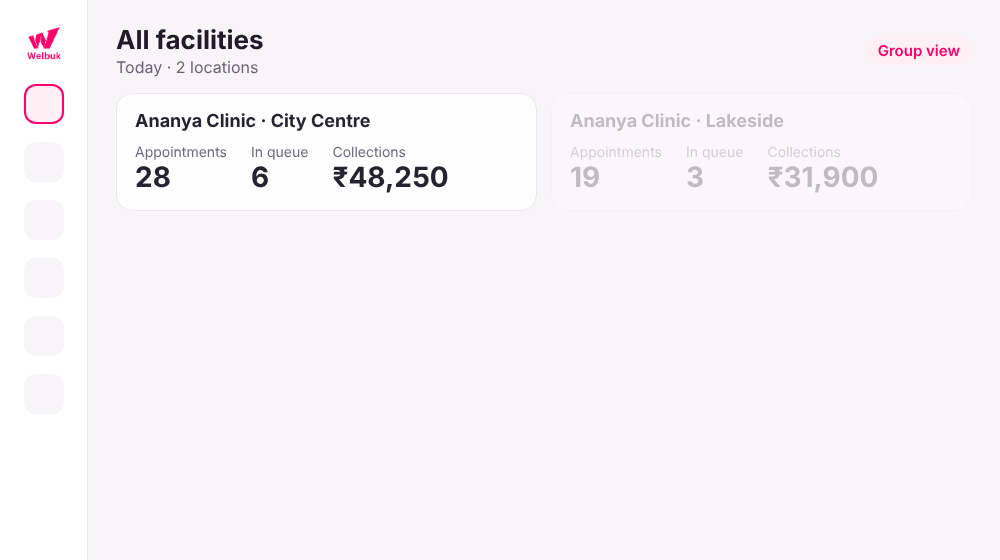 Welbuk
All facilities
Today · 2 locations
Group view
Ananya Clinic · City Centre
Appointments In queue Collections
28 6 ₹48,250
Ananya Clinic · Lakeside
Appointments In queue Collections
19 3 ₹31,900